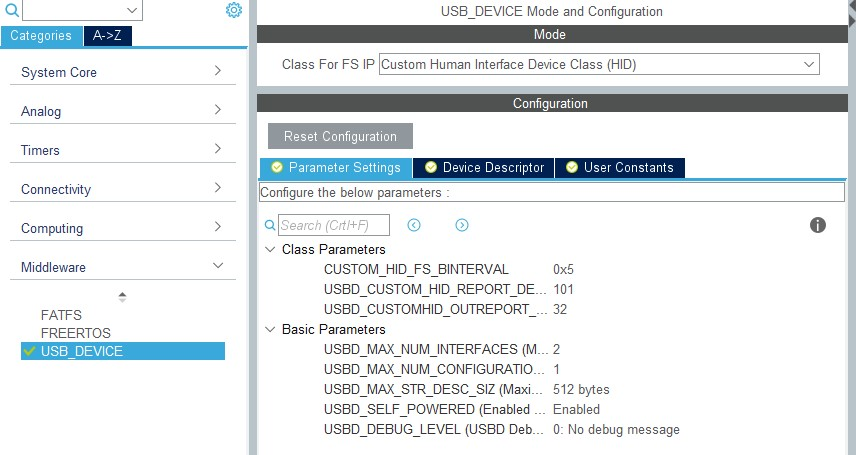 Categories A->Z
System Core
Analog
Timers
Connectivity
Computing
Middleware
FATFS
FREERTOS
USB_DEVICE
USB_DEVICE Mode and Configuration
Mode
Class For FS IP Custom Human Interface Device Class (HID)
Configuration
Reset Configuration
Parameter Settings Device Descriptor User Constants
Configure the below parameters :
Search (Crtl+F)
Class Parameters
CUSTOM_HID_FS_BINTERVAL 0x5
USBD_CUSTOM_HID_REPORT_DE... 101
USBD_CUSTOMHID_OUTREPORT_... 32
Basic Parameters
USBD_MAX_NUM_INTERFACES (M... 2
USBD_MAX_NUM_CONFIGURATIO... 1
USBD_MAX_STR_DESC_SIZ (Maxi... 512 bytes
USBD_SELF_POWERED (Enabled ... Enabled
USBD_DEBUG_LEVEL (USBD Deb... 0: No debug message